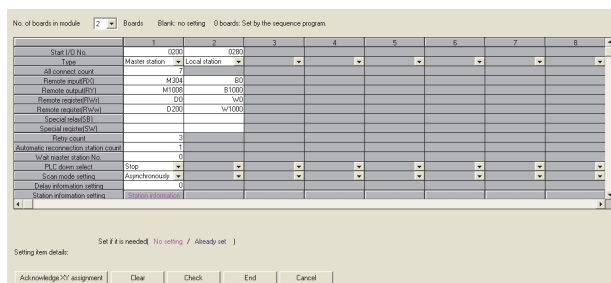 No. of boards in module 2 Boards Blank: no setting 0 boards: Set by the sequence program.
1 2 3 4 5 6 7 8
Start I/O No. 0200 0280
Type Master station Local station
All connect count 7
Remote input(RX) M304 B0
Remote output(RY) M1008 B1000
Remote register(RWr) D0 W0
Remote register(RWw) D200 W1000
Special relay(SB)
Special register(SW)
Retry count 3
Automatic reconnection station count 1
Wait master station No. 0
PLC down select Stop
Scan mode setting Asynchronously
Delay information setting 0
Station information setting Station information
Set if it is needed( No setting / Already set )
Setting item details:
Acknowledge XY assignment Clear Check End Cancel